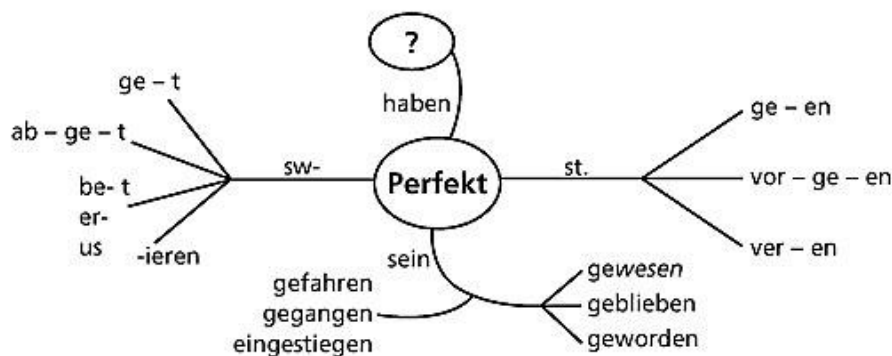 ?
haben
ge – t
ab – ge – t
be- t
er-
us
-ieren
sw-
Perfekt
st.
ge – en
vor – ge – en
ver – en
sein
gefahren
gegangen
eingestiegen
gewesen
geblieben
geworden